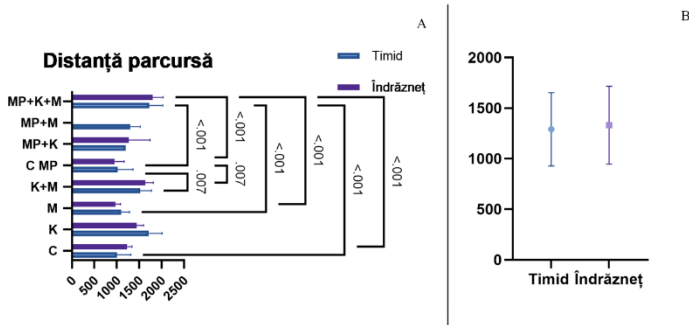 A
Distanță parcursă
Timid
Îndrăzneț
MP+K+M
MP+M
MP+K
C MP
K+M
M
K
C
<.001
.007
<.001
.007
<.001
<.001
<.001
<.001
0
500
1000
1500
2000
2500
B
2000
1500
1000
500
0
Timid Îndrăzneț